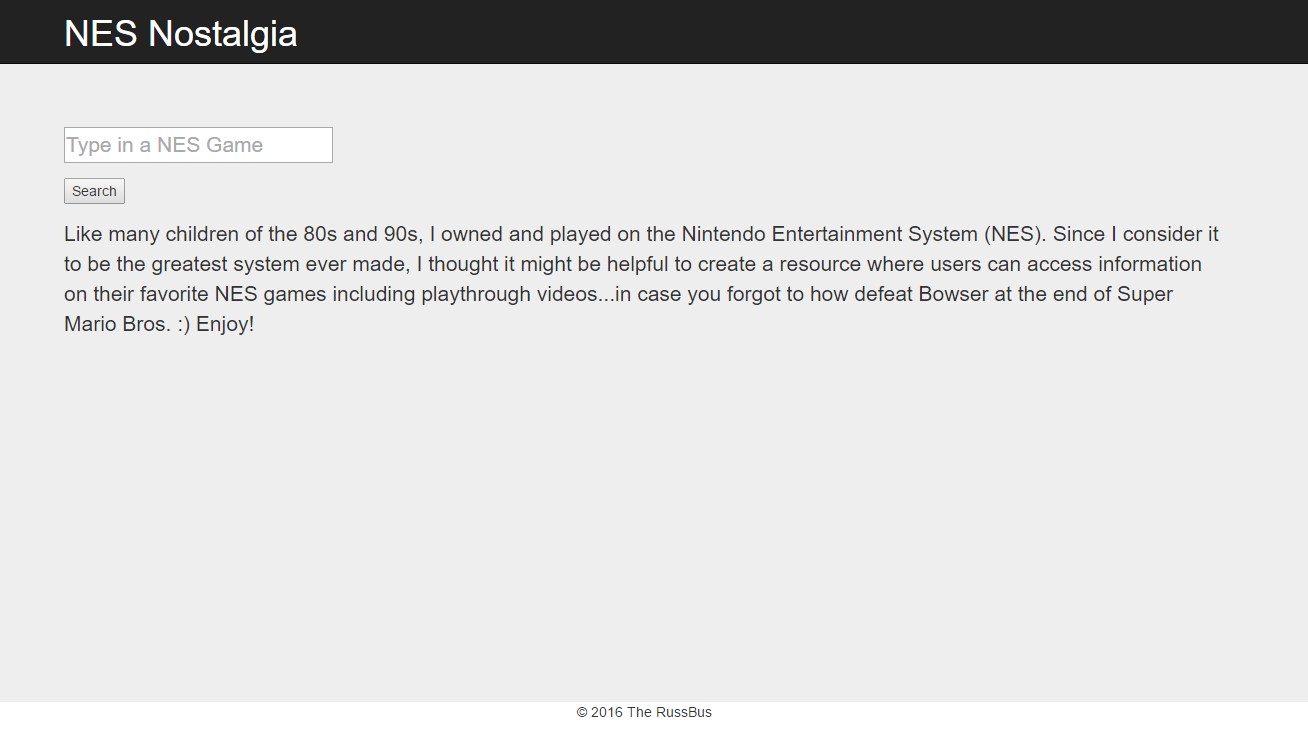 NES Nostalgia
Type in a NES Game
Search
Like many children of the 80s and 90s, I owned and played on the Nintendo Entertainment System (NES). Since I consider it
to be the greatest system ever made, I thought it might be helpful to create a resource where users can access information
on their favorite NES games including playthrough videos...in case you forgot to how defeat Bowser at the end of Super
Mario Bros. :) Enjoy!
© 2016 The RussBus